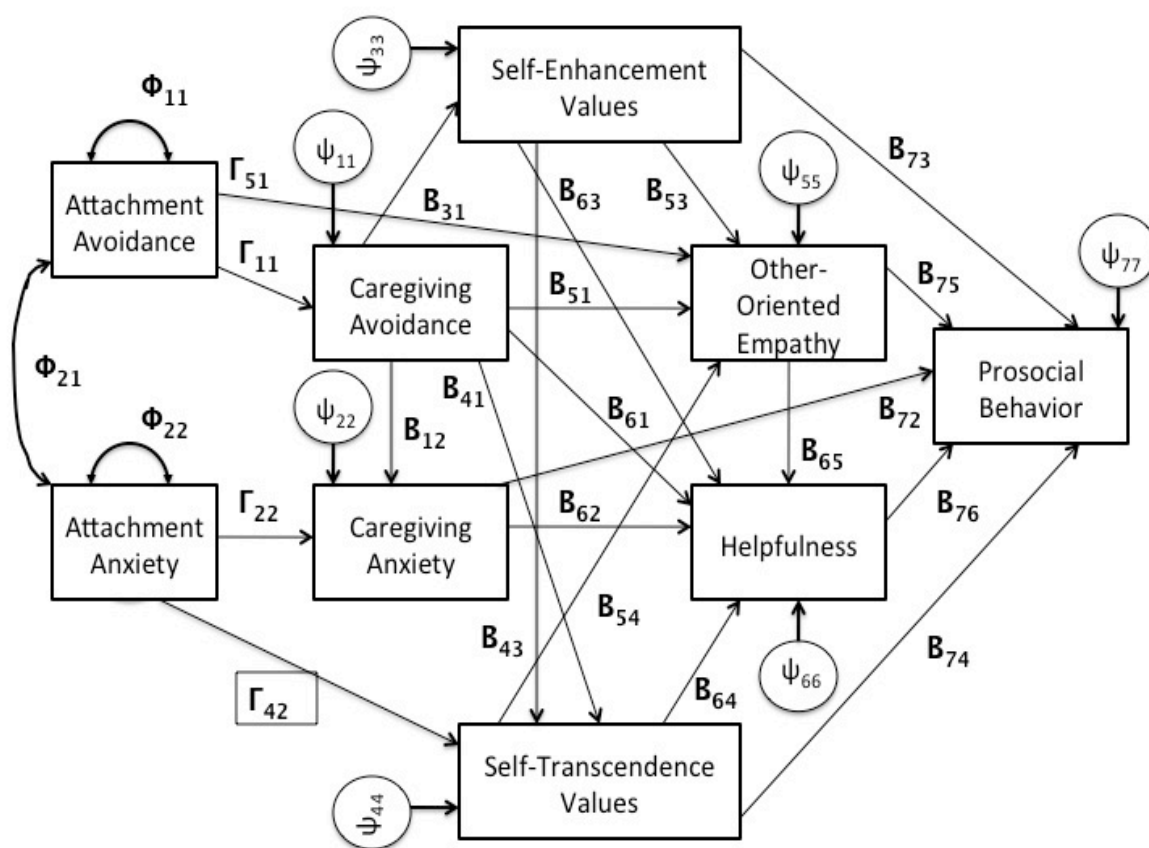 ψ33
Self-Enhancement
Values
Φ11
ψ11
Γ51
B31
B63
B53
ψ55
B73
Attachment
Avoidance
Γ11
Caregiving
Avoidance
B51
Other-
Oriented
Empathy
B75
ψ77
Φ21
Φ22
ψ22
B12
B41
B61
B72
B65
Prosocial
Behavior
Attachment
Anxiety
Γ22
Caregiving
Anxiety
B62
Helpfulness
B76
Γ42
B43
B54
B64
ψ66
B74
ψ44
Self-Transcendence
Values